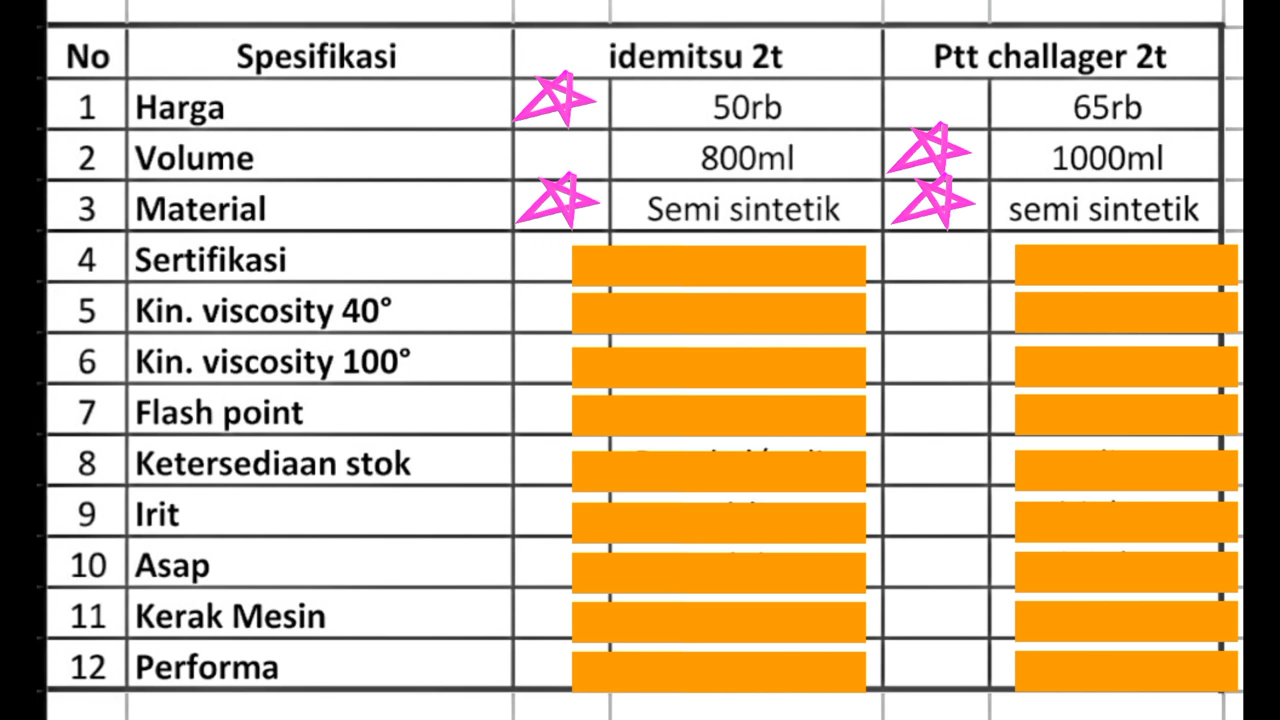 No Spesifikasi idemitsu 2t Ptt challager 2t
1 Harga 50rb 65rb
2 Volume 800ml 1000ml
3 Material Semi sintetik semi sintetik
4 Sertifikasi
5 Kin. viscosity 40°
6 Kin. viscosity 100°
7 Flash point
8 Ketersediaan stok
9 Irit
10 Asap
11 Kerak Mesin
12 Performa